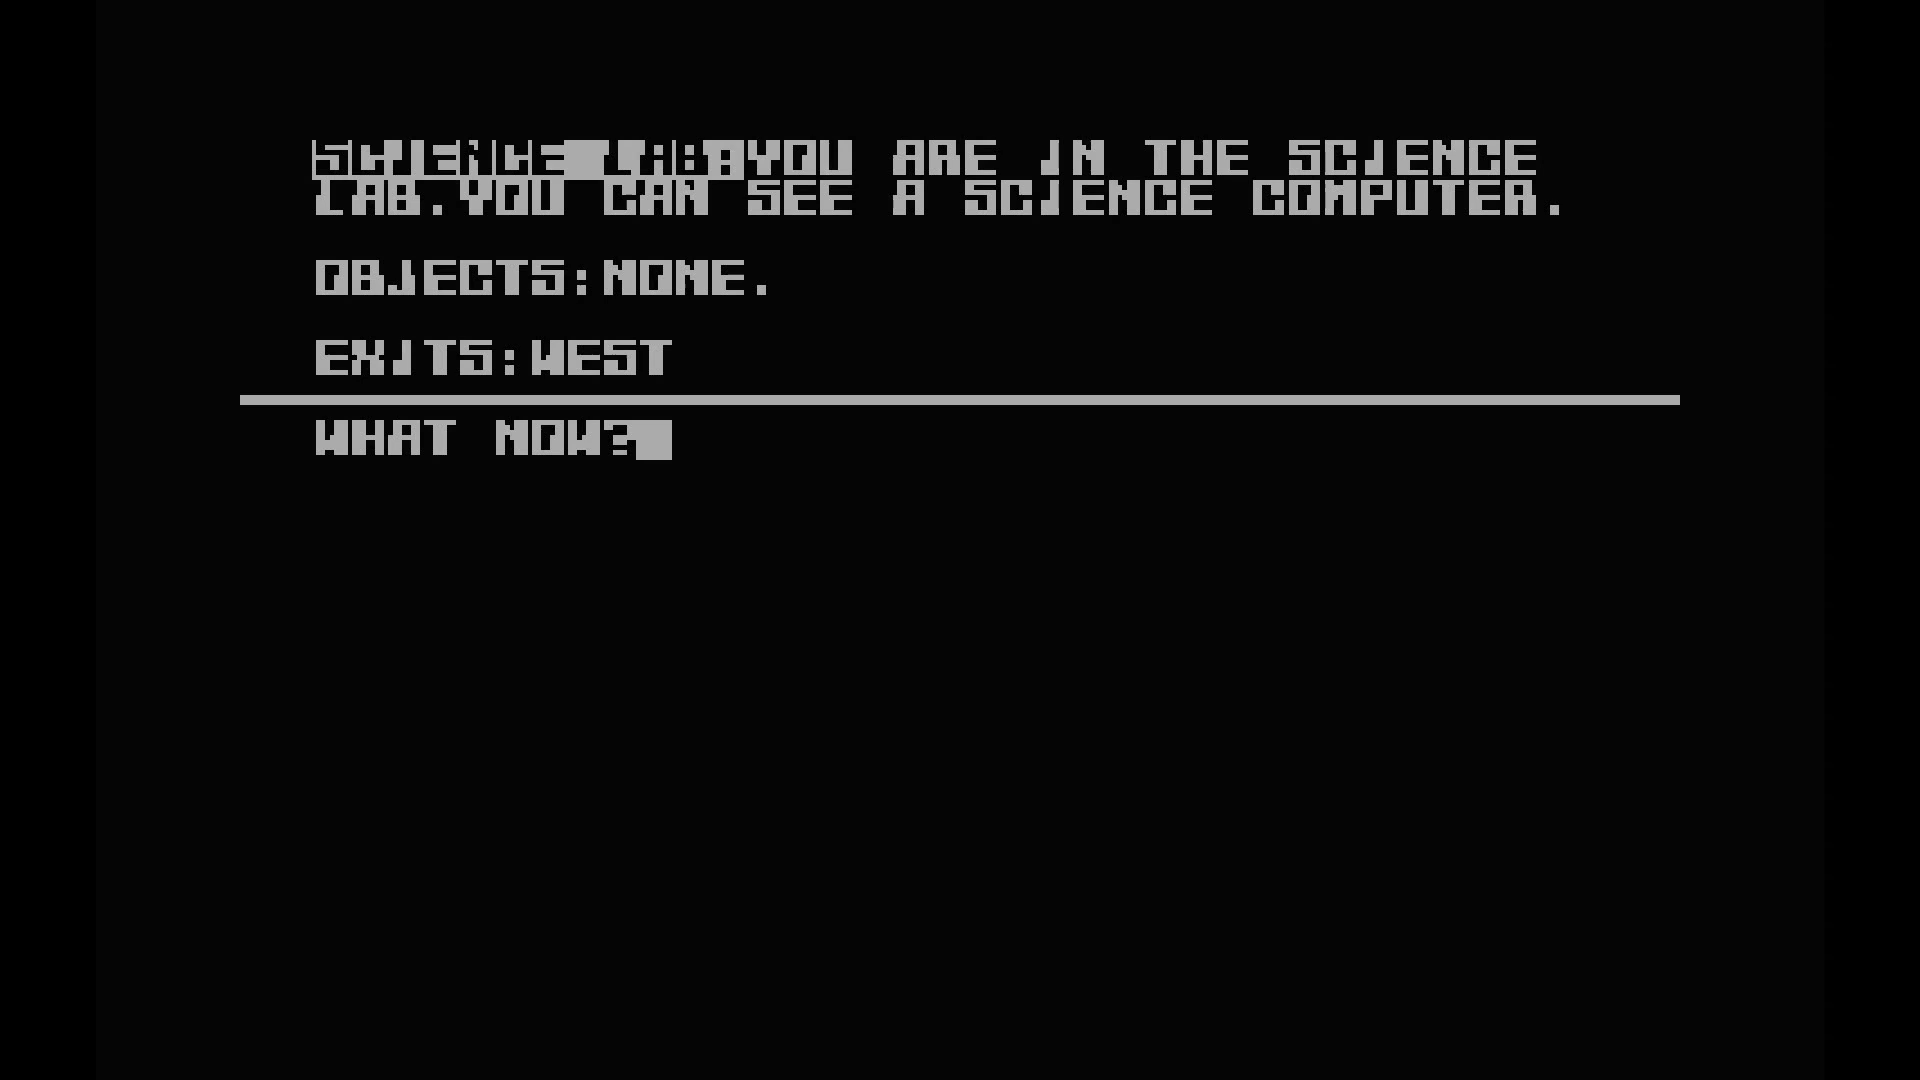 SCIENCE LAB:YOU ARE IN THE SCIENCE
LAB.YOU CAN SEE A SCIENCE COMPUTER.
OBJECTS:NONE.
EXITS:WEST
WHAT NOW?